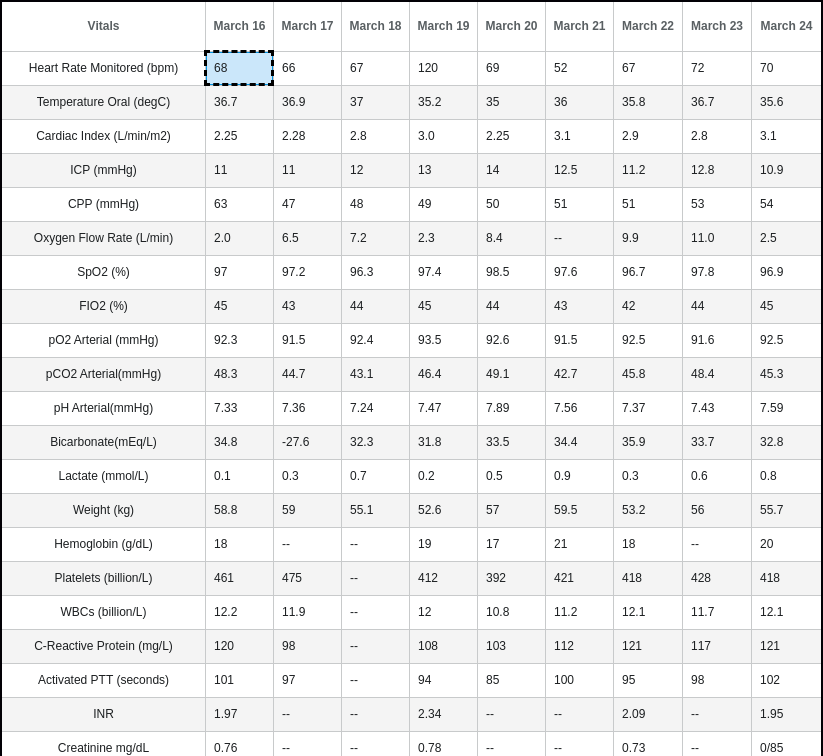 Vitals March 16 March 17 March 18 March 19 March 20 March 21 March 22 March 23 March 24
Heart Rate Monitored (bpm) 68 66 67 120 69 52 67 72 70
Temperature Oral (degC) 36.7 36.9 37 35.2 35 36 35.8 36.7 35.6
Cardiac Index (L/min/m2) 2.25 2.28 2.8 3.0 2.25 3.1 2.9 2.8 3.1
ICP (mmHg) 11 11 12 13 14 12.5 11.2 12.8 10.9
CPP (mmHg) 63 47 48 49 50 51 51 53 54
Oxygen Flow Rate (L/min) 2.0 6.5 7.2 2.3 8.4 -- 9.9 11.0 2.5
SpO2 (%) 97 97.2 96.3 97.4 98.5 97.6 96.7 97.8 96.9
FIO2 (%) 45 43 44 45 44 43 42 44 45
pO2 Arterial (mmHg) 92.3 91.5 92.4 93.5 92.6 91.5 92.5 91.6 92.5
pCO2 Arterial(mmHg) 48.3 44.7 43.1 46.4 49.1 42.7 45.8 48.4 45.3
pH Arterial(mmHg) 7.33 7.36 7.24 7.47 7.89 7.56 7.37 7.43 7.59
Bicarbonate(mEq/L) 34.8 -27.6 32.3 31.8 33.5 34.4 35.9 33.7 32.8
Lactate (mmol/L) 0.1 0.3 0.7 0.2 0.5 0.9 0.3 0.6 0.8
Weight (kg) 58.8 59 55.1 52.6 57 59.5 53.2 56 55.7
Hemoglobin (g/dL) 18 -- -- 19 17 21 18 -- 20
Platelets (billion/L) 461 475 -- 412 392 421 418 428 418
WBCs (billion/L) 12.2 11.9 -- 12 10.8 11.2 12.1 11.7 12.1
C-Reactive Protein (mg/L) 120 98 -- 108 103 112 121 117 121
Activated PTT (seconds) 101 97 -- 94 85 100 95 98 102
INR 1.97 -- -- 2.34 -- -- 2.09 -- 1.95
Creatinine mg/dL 0.76 -- -- 0.78 -- -- 0.73 -- 0/85